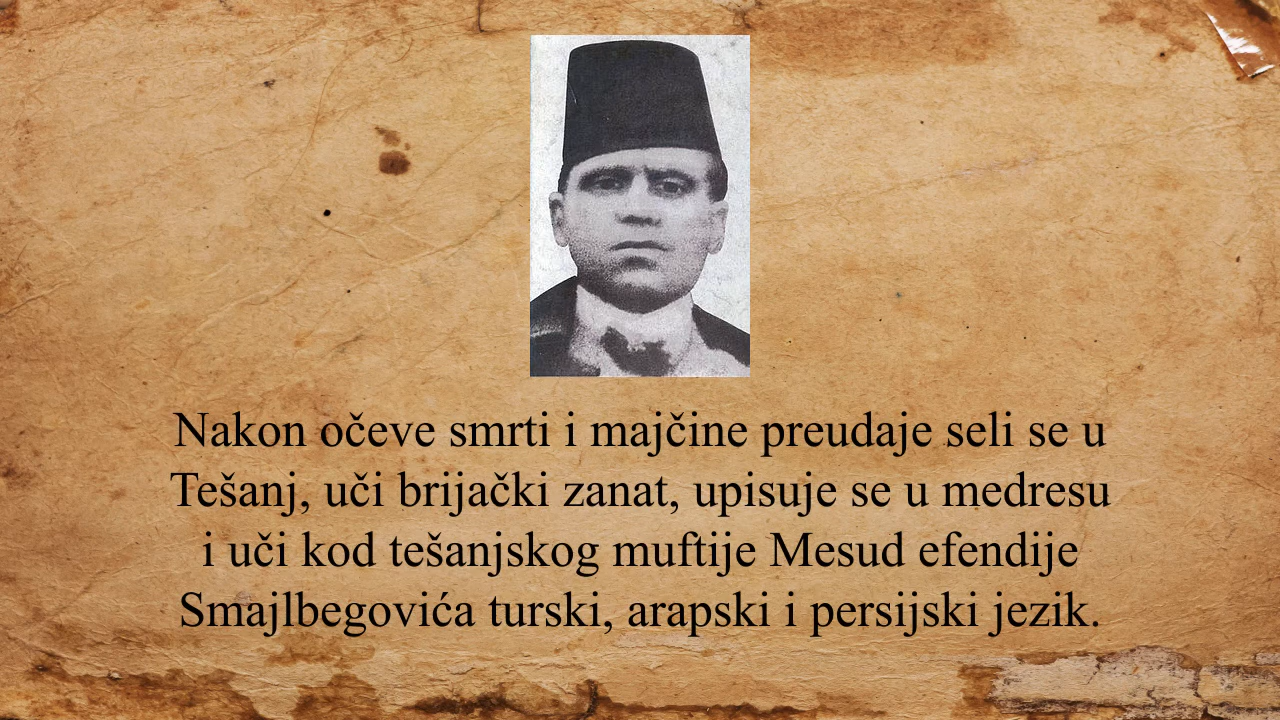 Nakon očeve smrti i majčine preudaje seli se u
Tešanj, uči brijački zanat, upisuje se u medresu
i uči kod tešanjskog muftije Mesud efendije
Smajlbegovića turski, arapski i persijski jezik.